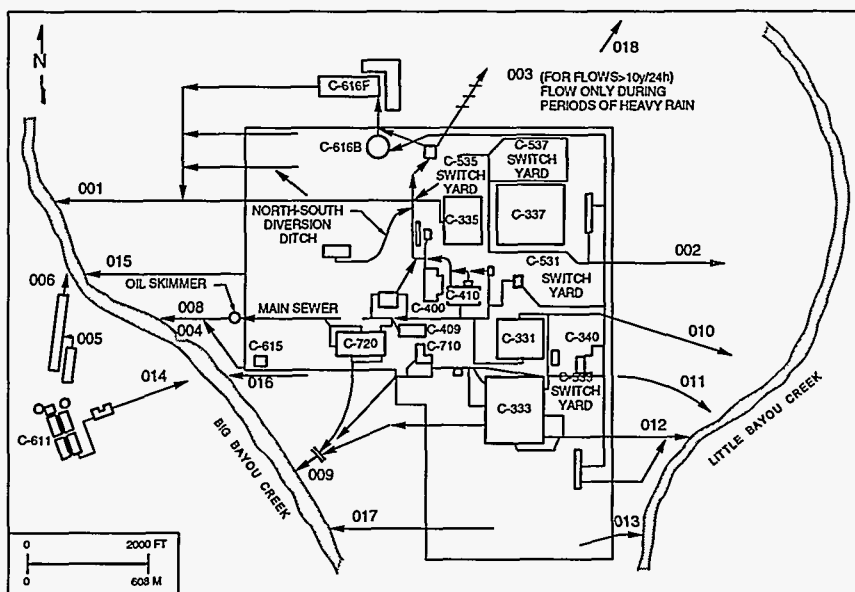 018
N
003 (FOR FLOWS>10y/24h)
FLOW ONLY DURING
PERIODS OF HEAVY RAIN
C-616F
C-616B
C-535
SWITCH
YARD
C-537
SWITCH
YARD
001
NORTH-SOUTH
DIVERSION
DITCH
C-335
C-337
002
C-531
SWITCH
YARD
015
006
OIL SKIMMER
008
MAIN SEWER
004
C-400
C-410
005
C-615
C-720
C-409
C-710
C-331
C-340
010
014
016
C-533
SWITCH
YARD
011
C-333
C-611
BIG BAYOU CREEK
009
012
LITTLE BAYOU CREEK
017
013
0 2000 FT
0 608 M